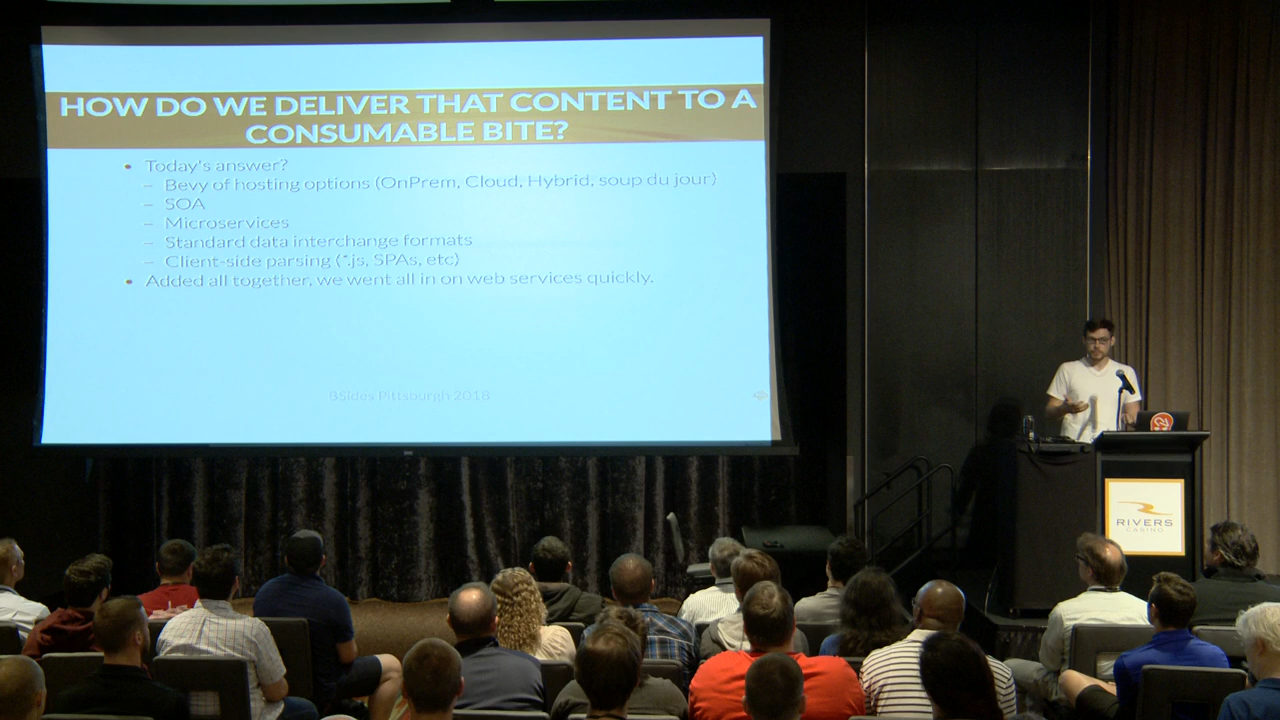 HOW DO WE DELIVER THAT CONTENT TO A
CONSUMABLE BITE?
• Today's answer?
– Bevy of hosting options (OnPrem, Cloud, Hybrid, soup du jour)
– SOA
– Microservices
– Standard data interchange formats
– Client-side parsing (*.js, SPAs, etc)
• Added all together, we went all in on web services quickly.
BSides Pittsburgh 2018
RIVERS
CASINO